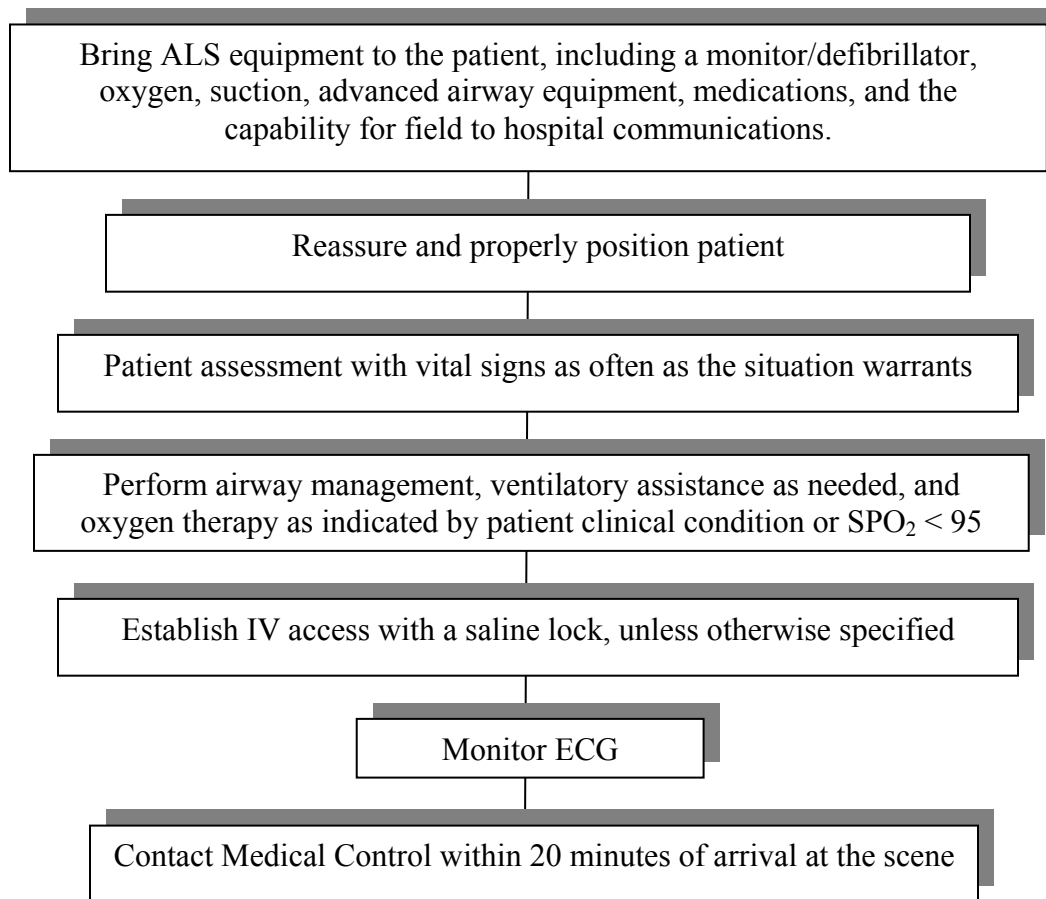 Bring ALS equipment to the patient, including a monitor/defibrillator,
oxygen, suction, advanced airway equipment, medications, and the
capability for field to hospital communications.
Reassure and properly position patient
Patient assessment with vital signs as often as the situation warrants
Perform airway management, ventilatory assistance as needed, and
oxygen therapy as indicated by patient clinical condition or SPO₂ < 95
Establish IV access with a saline lock, unless otherwise specified
Monitor ECG
Contact Medical Control within 20 minutes of arrival at the scene